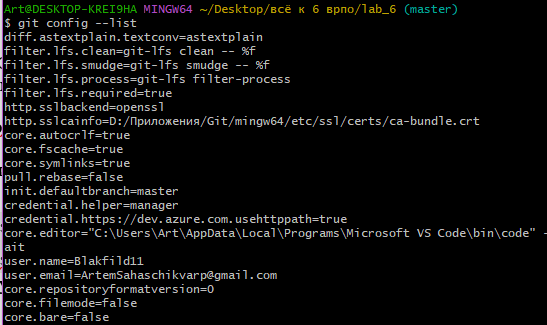 Art@DESKTOP-KREI9HA MINGW64 ~/Desktop/всё к 6 врпо/lab_6 (master)
$ git config --list
diff.astextplain.textconv=astextplain
filter.lfs.clean=git-lfs clean -- %f
filter.lfs.smudge=git-lfs smudge -- %f
filter.lfs.process=git-lfs filter-process
filter.lfs.required=true
http.sslbackend=openssl
http.sslcainfo=D:/Приложения/Git/mingw64/etc/ssl/certs/ca-bundle.crt
core.autocrlf=true
core.fscache=true
core.symlinks=true
pull.rebase=false
init.defaultbranch=master
credential.helper=manager
credential.https://dev.azure.com.usehttppath=true
core.editor="C:\Users\Art\AppData\Local\Programs\Microsoft VS Code\bin\code" -
ait
user.name=Blakfild11
user.email=ArtemSahaschikvarp@gmail.com
core.repositoryformatversion=0
core.filemode=false
core.bare=false